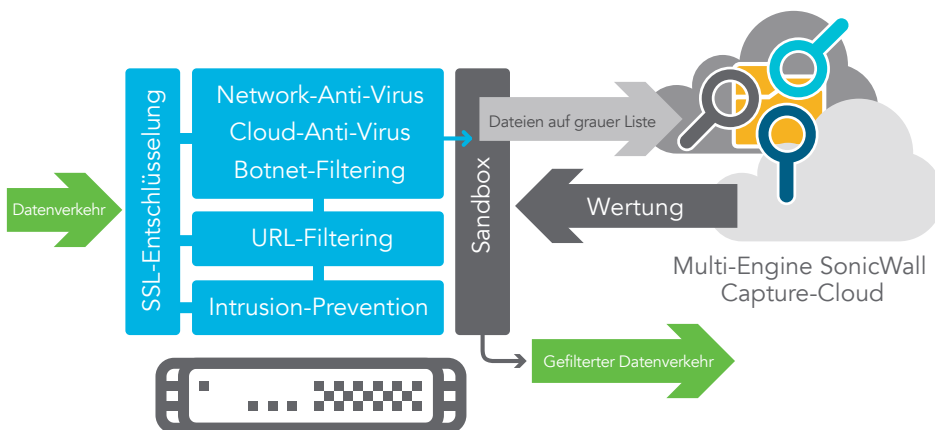 Datenverkehr
SSL-Entschlüsselung
Network-Anti-Virus
Cloud-Anti-Virus
Botnet-Filtering
URL-Filtering
Intrusion-Prevention
Sandbox
Dateien auf grauer Liste
Wertung
Multi-Engine SonicWall
Capture-Cloud
Gefilterter Datenverkehr